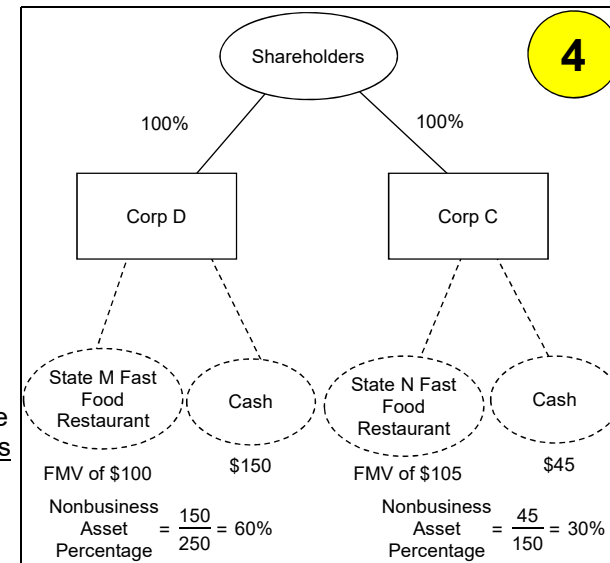 4
Shareholders
100%
100%
Corp D
Corp C
State M Fast
Food
Restaurant
Cash
State N Fast
Food
Restaurant
Cash
e
s
FMV of $100
$150
FMV of $105
$45
Nonbusiness
Asset
Percentage
= 150/250 = 60%
Nonbusiness
Asset
Percentage
= 45/150 = 30%